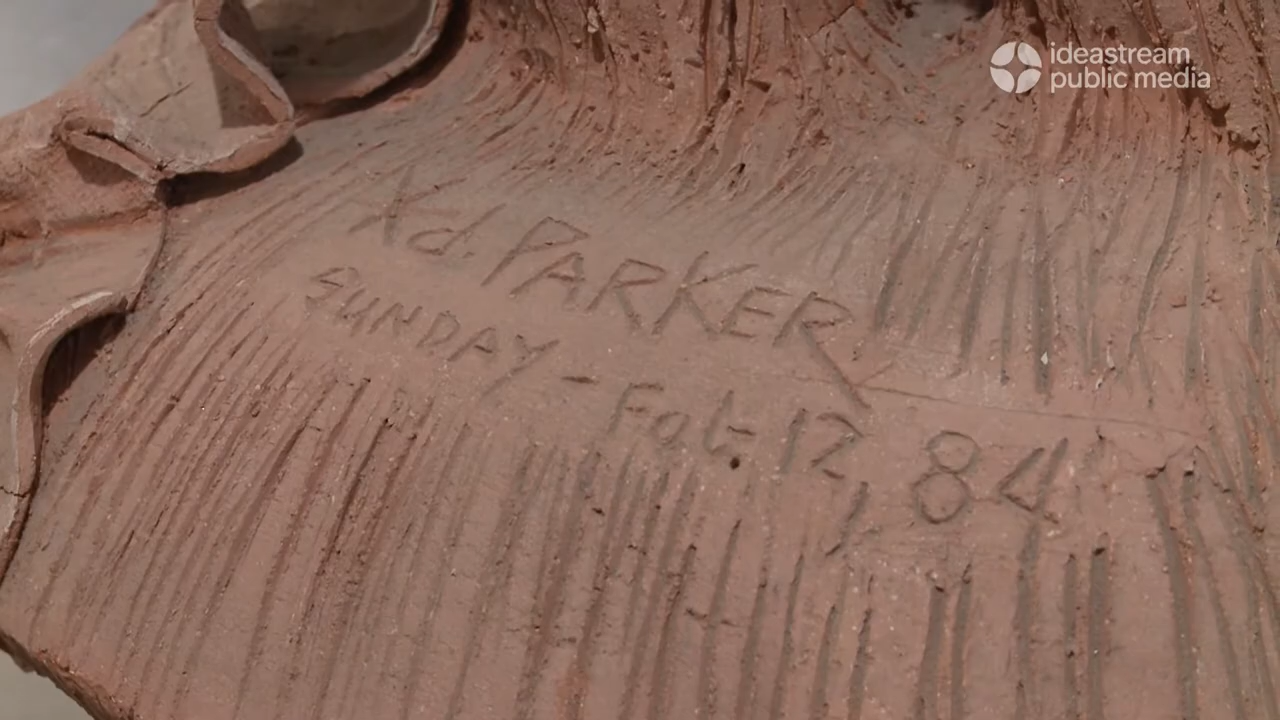 ideastream
public media
Xd. PARKER
SUNDAY - Feb 12, 84